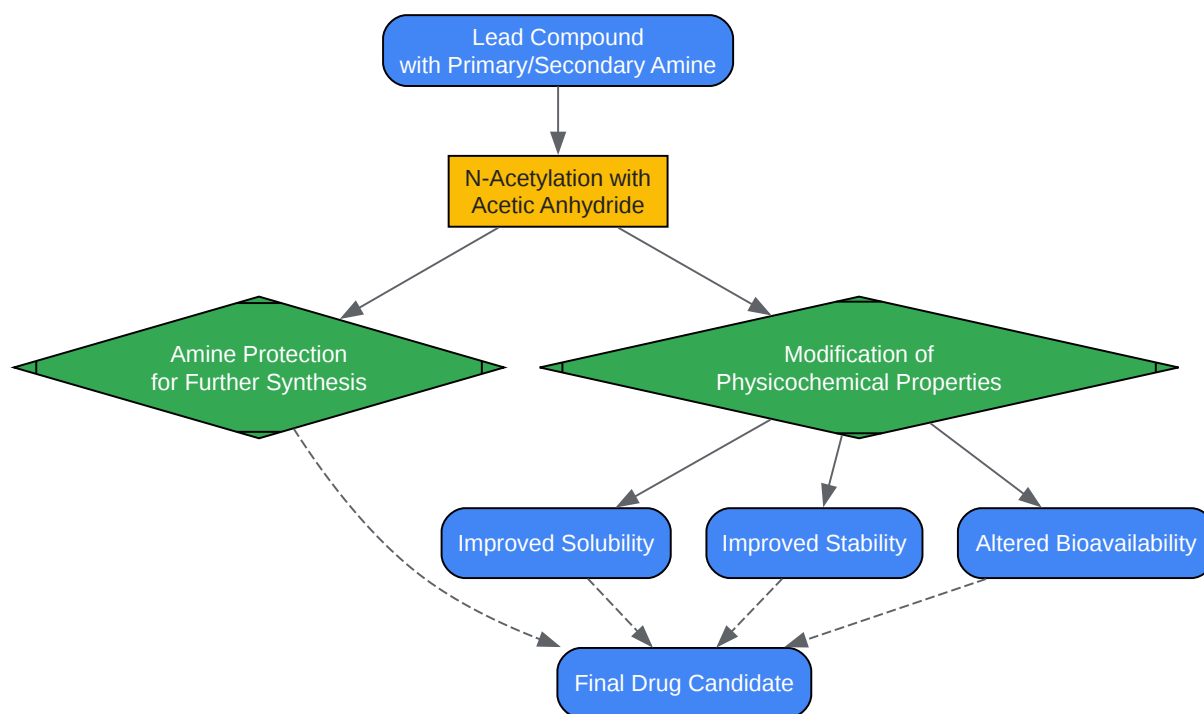 Lead Compound
with Primary/Secondary Amine
N-Acetylation with
Acetic Anhydride
Amine Protection
for Further Synthesis
Modification of
Physicochemical Properties
Improved Solubility
Improved Stability
Altered Bioavailability
Final Drug Candidate